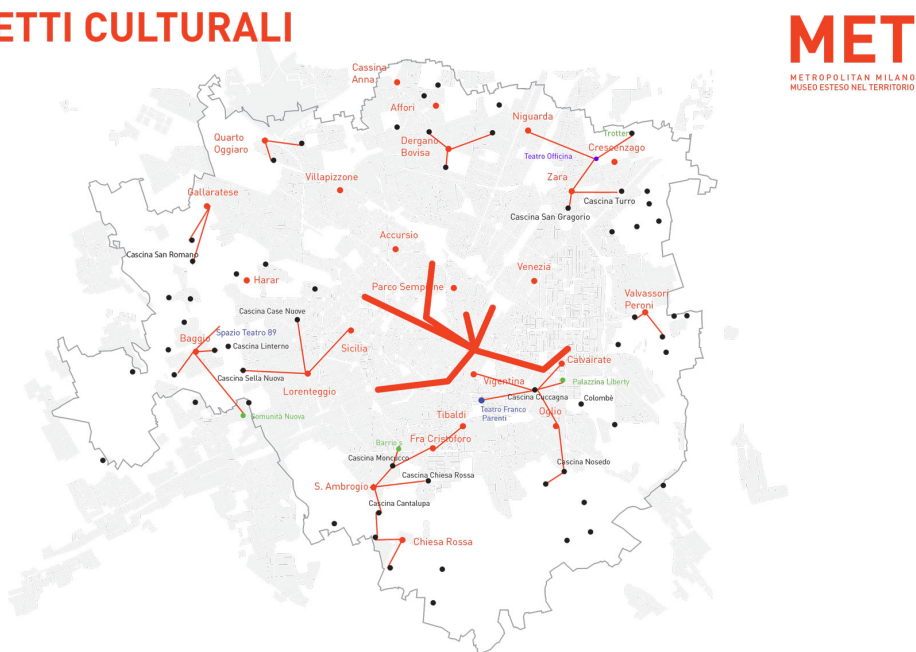 ETTI CULTURALI
MET
METROPOLITAN MILANO
MUSEO ESTESO NEL TERRITORIO
Cassina
Anna
Affori
Niguarda
Trotter
Quarto
Oggiaro
Dergano
Bovisa
Teatro Officina
Crescenzago
Villapizzone
Zara
Gallaratese
Cascina Turro
Cascina San Gragorio
Accursio
Cascina San Romano
Venezia
Harar
Parco Sempione
Valvassori
Peroni
Cascina Case Nuove
Spazio Teatro 89
Baggio
Cascina Linterno
Sicilia
Calvairate
Cascina Sella Nuova
Vigentina
Palazzina Liberty
Lorenteggio
Cascina Cuccagna
Colombè
Comunità Nuova
Tibaldi
Teatro Franco
Parenti
Oglio
Barrio's
Fra Cristoforo
Cascina Moncucco
Cascina Nosedo
Cascina Chiesa Rossa
S. Ambrogio
Cascina Cantalupa
Chiesa Rossa